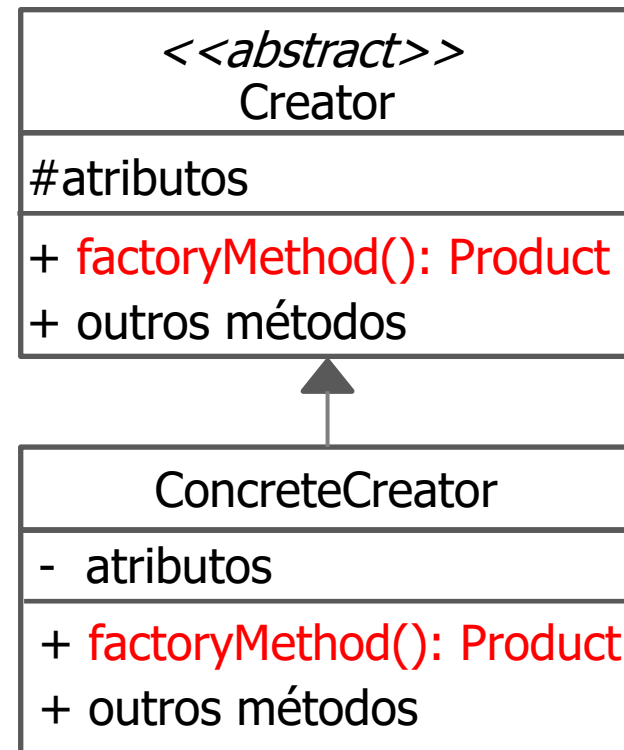 <<abstract>>
Creator
#atributos
+ factoryMethod(): Product
+ outros métodos
ConcreteCreator
- atributos
+ factoryMethod(): Product
+ outros métodos